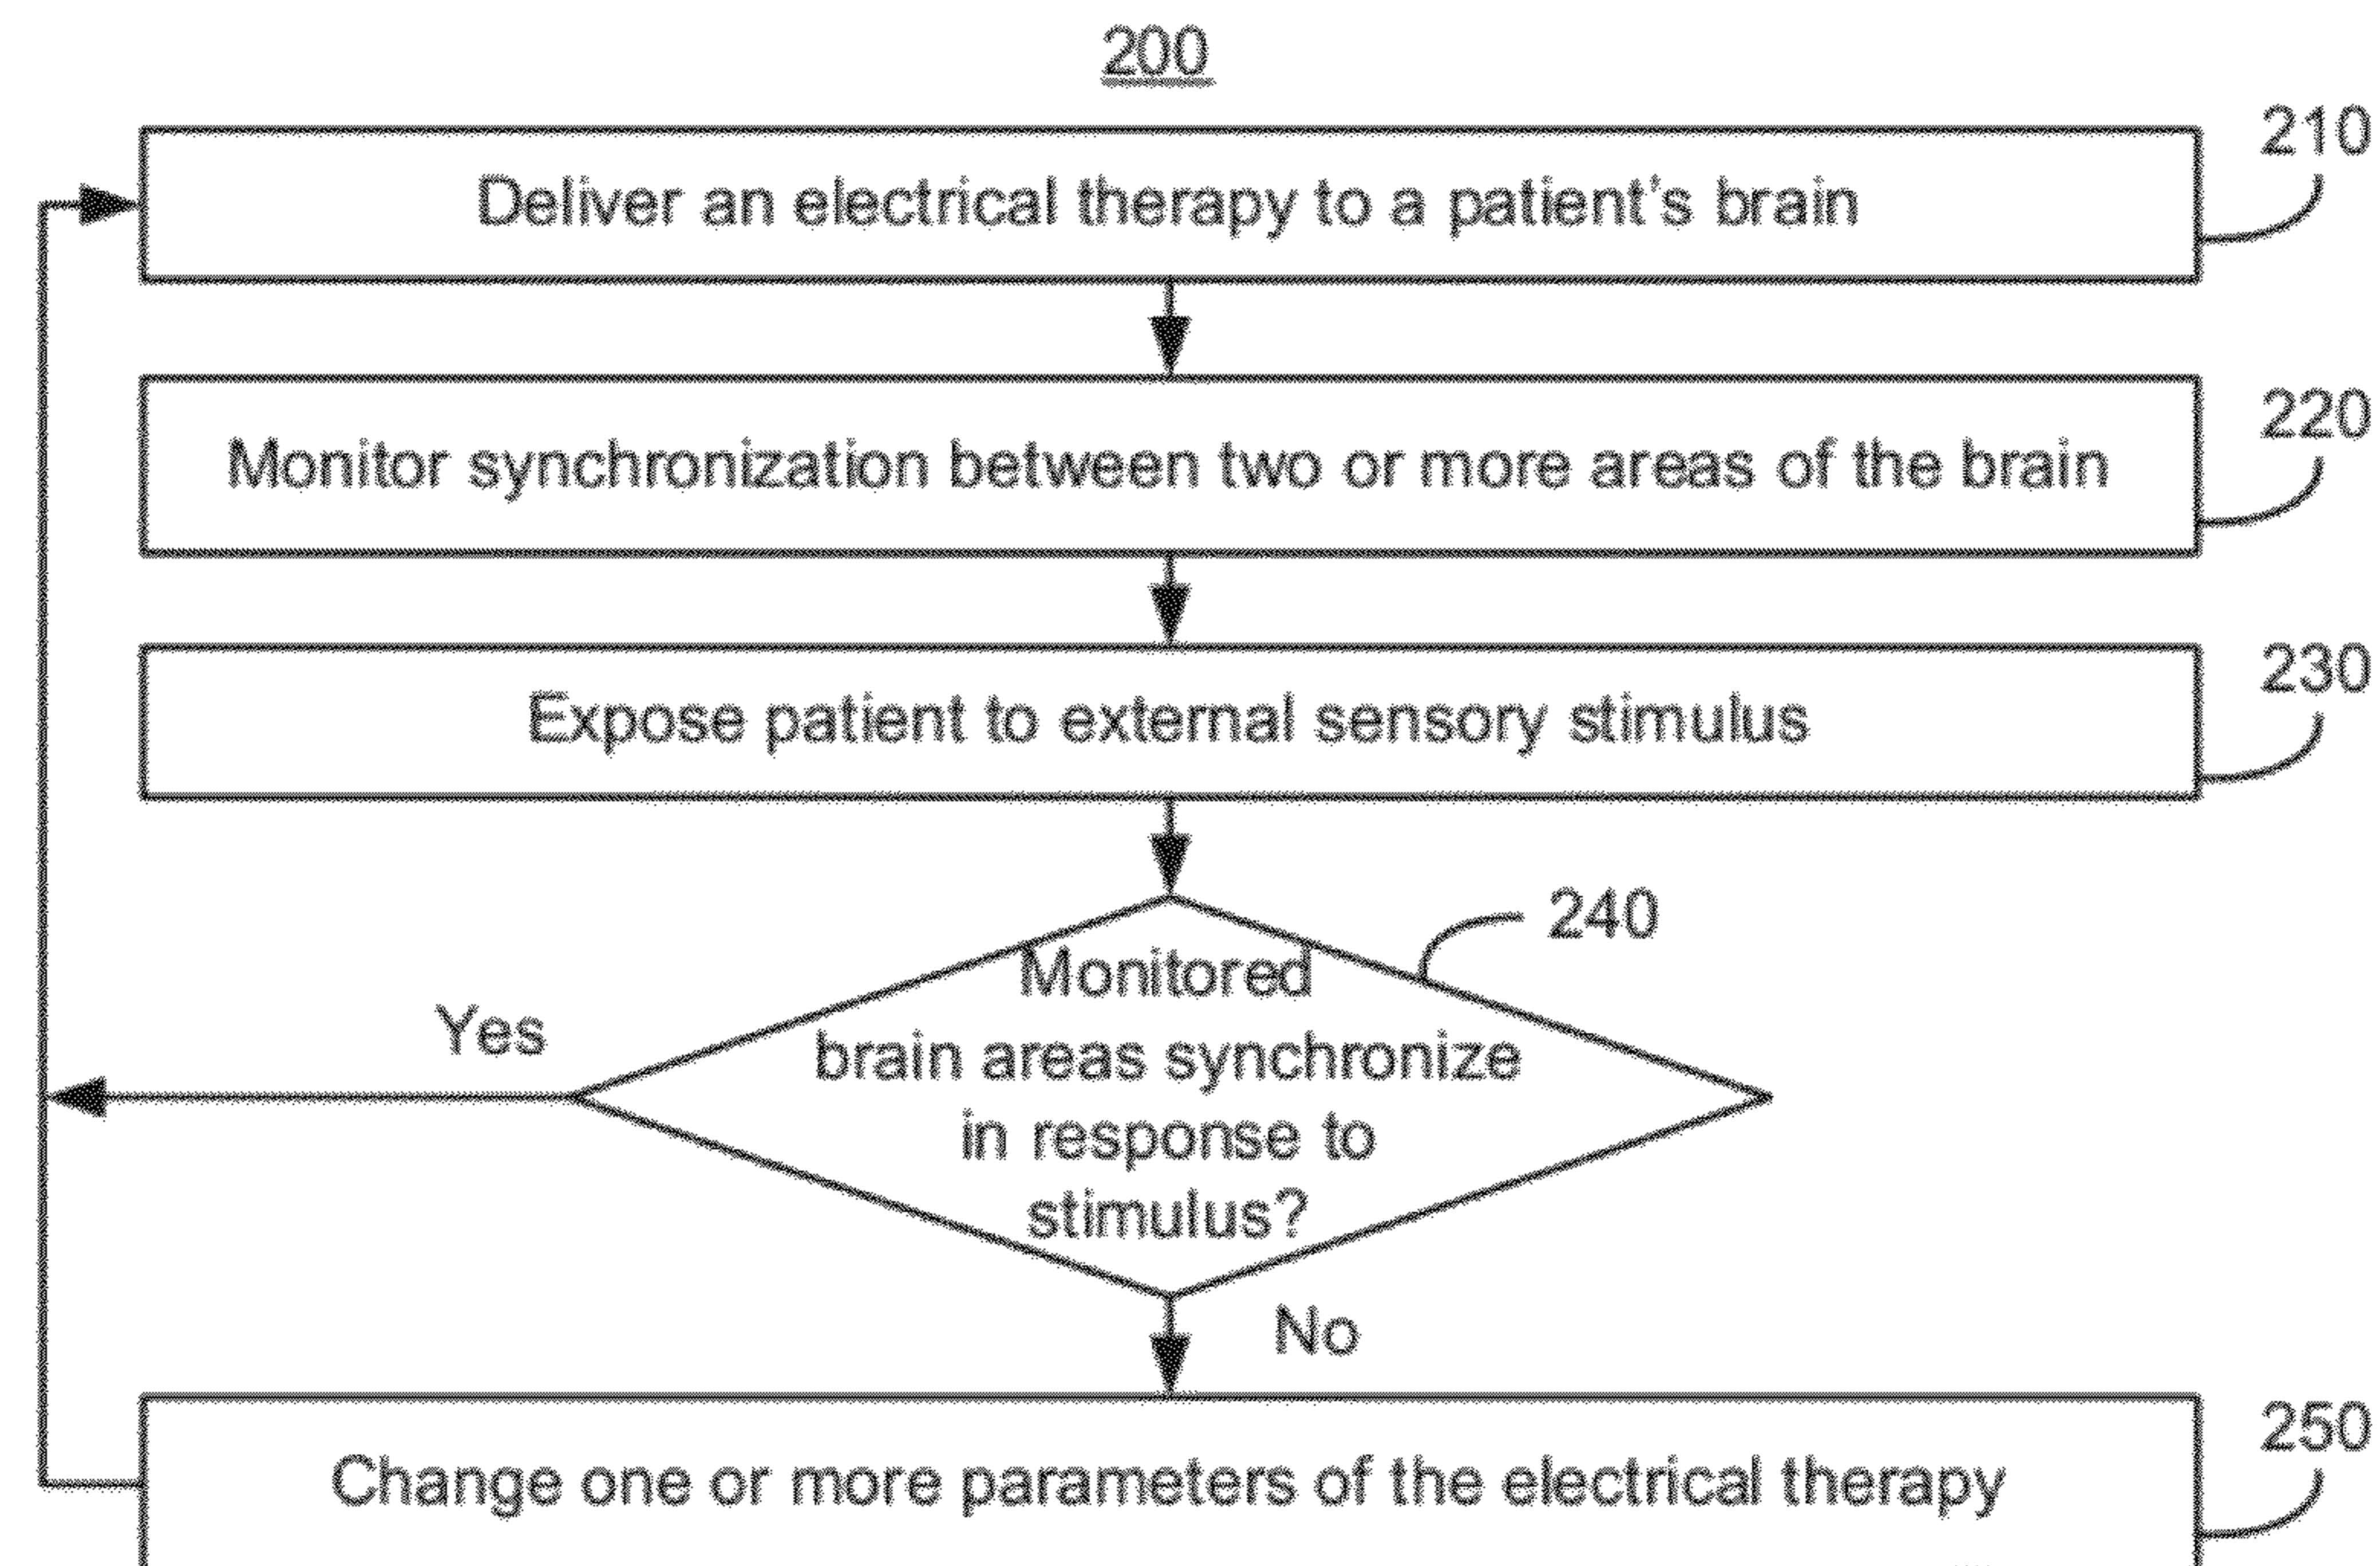 200
Deliver an electrical therapy to a patient's brain
210
Monitor synchronization between two or more areas of the brain
220
Expose patient to external sensory stimulus
230
Monitored
brain areas synchronize
in response to
stimulus?
240
Yes
No
Change one or more parameters of the electrical therapy
250